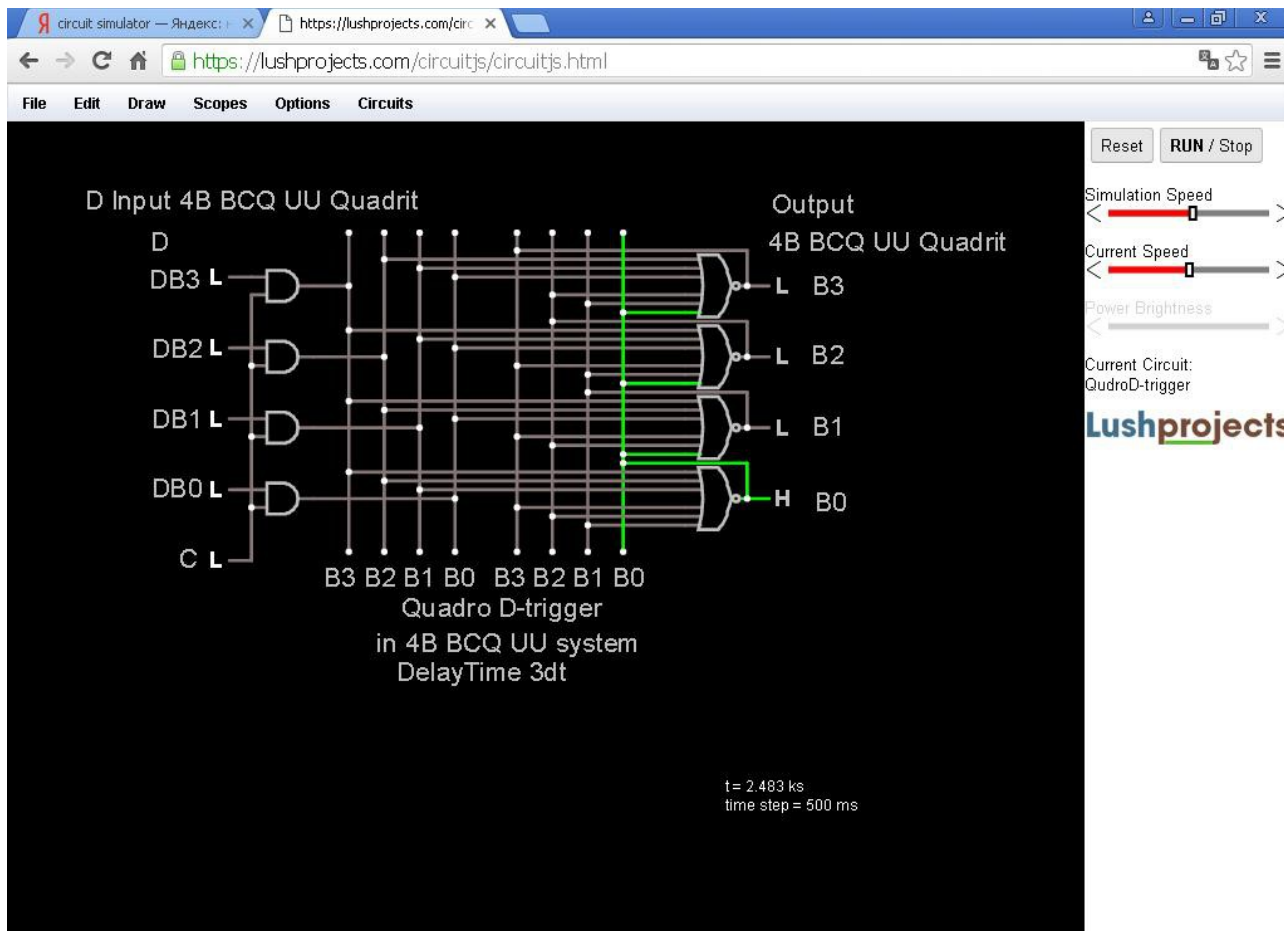 Я circuit simulator — Яндекс: н
https://lushprojects.com/circ
https://lushprojects.com/circuitjs/circuitjs.html
File Edit Draw Scopes Options Circuits
Reset RUN / Stop
Simulation Speed
Current Speed
Power Brightness
Current Circuit:
QudroD-trigger
Lushprojects
D Input 4B BCQ UU Quadrit
Output
4B BCQ UU Quadrit
D
DB3 L
L B3
DB2 L
L B2
DB1 L
L B1
DB0 L
H B0
C L
B3 B2 B1 B0 B3 B2 B1 B0
Quadro D-trigger
in 4B BCQ UU system
DelayTime 3dt
t = 2.483 ks
time step = 500 ms